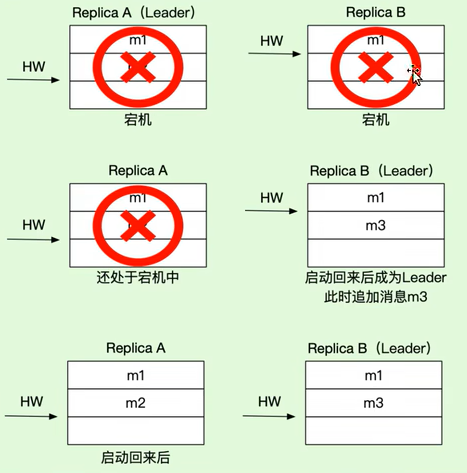 Replica A（Leader）
Replica B
HW
m1
HW
m1
宕机
宕机
Replica A
Replica B（Leader）
HW
m1
HW
m1
m3
还处于宕机中
启动回来后成为Leader
此时追加消息m3
Replica A
Replica B（Leader）
HW
m1
m2
HW
m1
m3
启动回来后